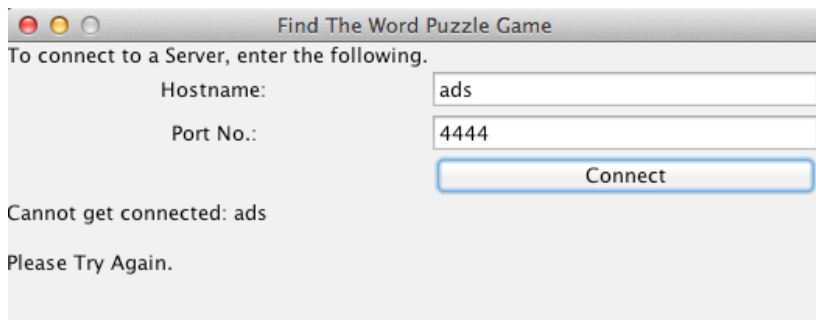 Find The Word Puzzle Game
To connect to a Server, enter the following.
Hostname: ads
Port No.: 4444
Connect
Cannot get connected: ads
Please Try Again.